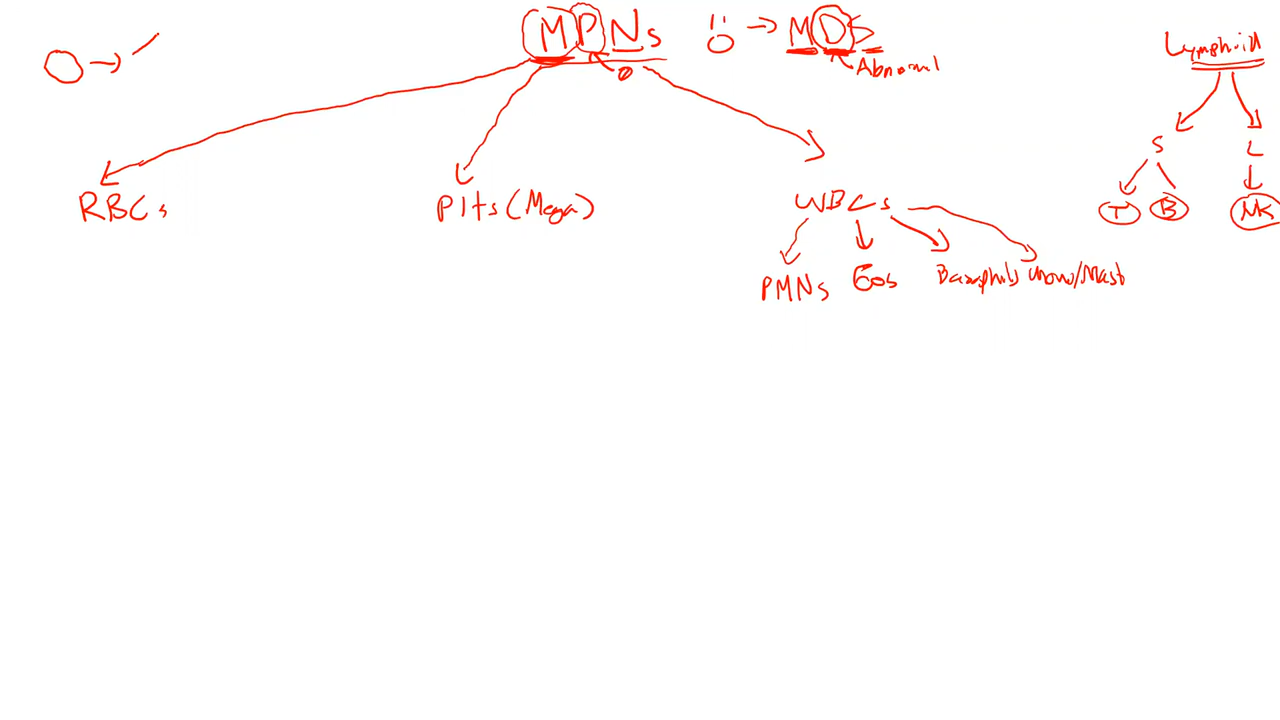 MPNs MDS
Abnormal
Lymphoid
S L
T B NK
RBCs Plts (Mega) WBCs
PMNs Eos Basophils Mono/Mast